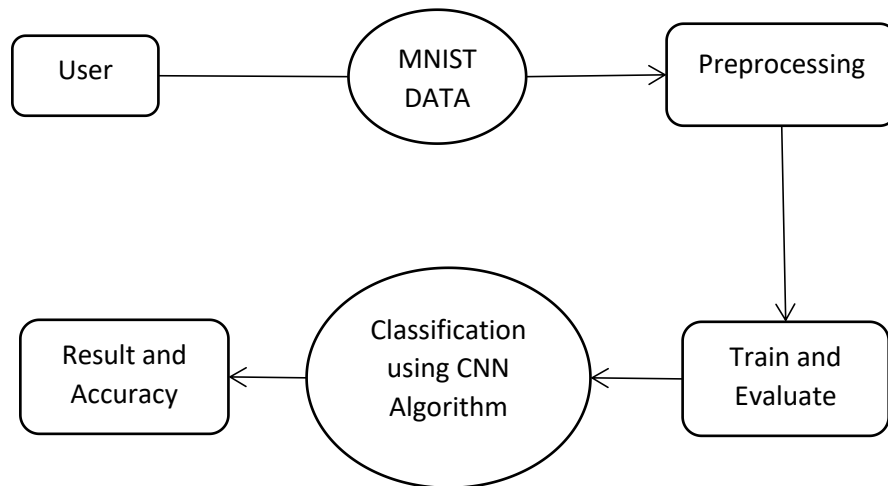 User
MNIST
DATA
Preprocessing
Train and
Evaluate
Classification
using CNN
Algorithm
Result and
Accuracy